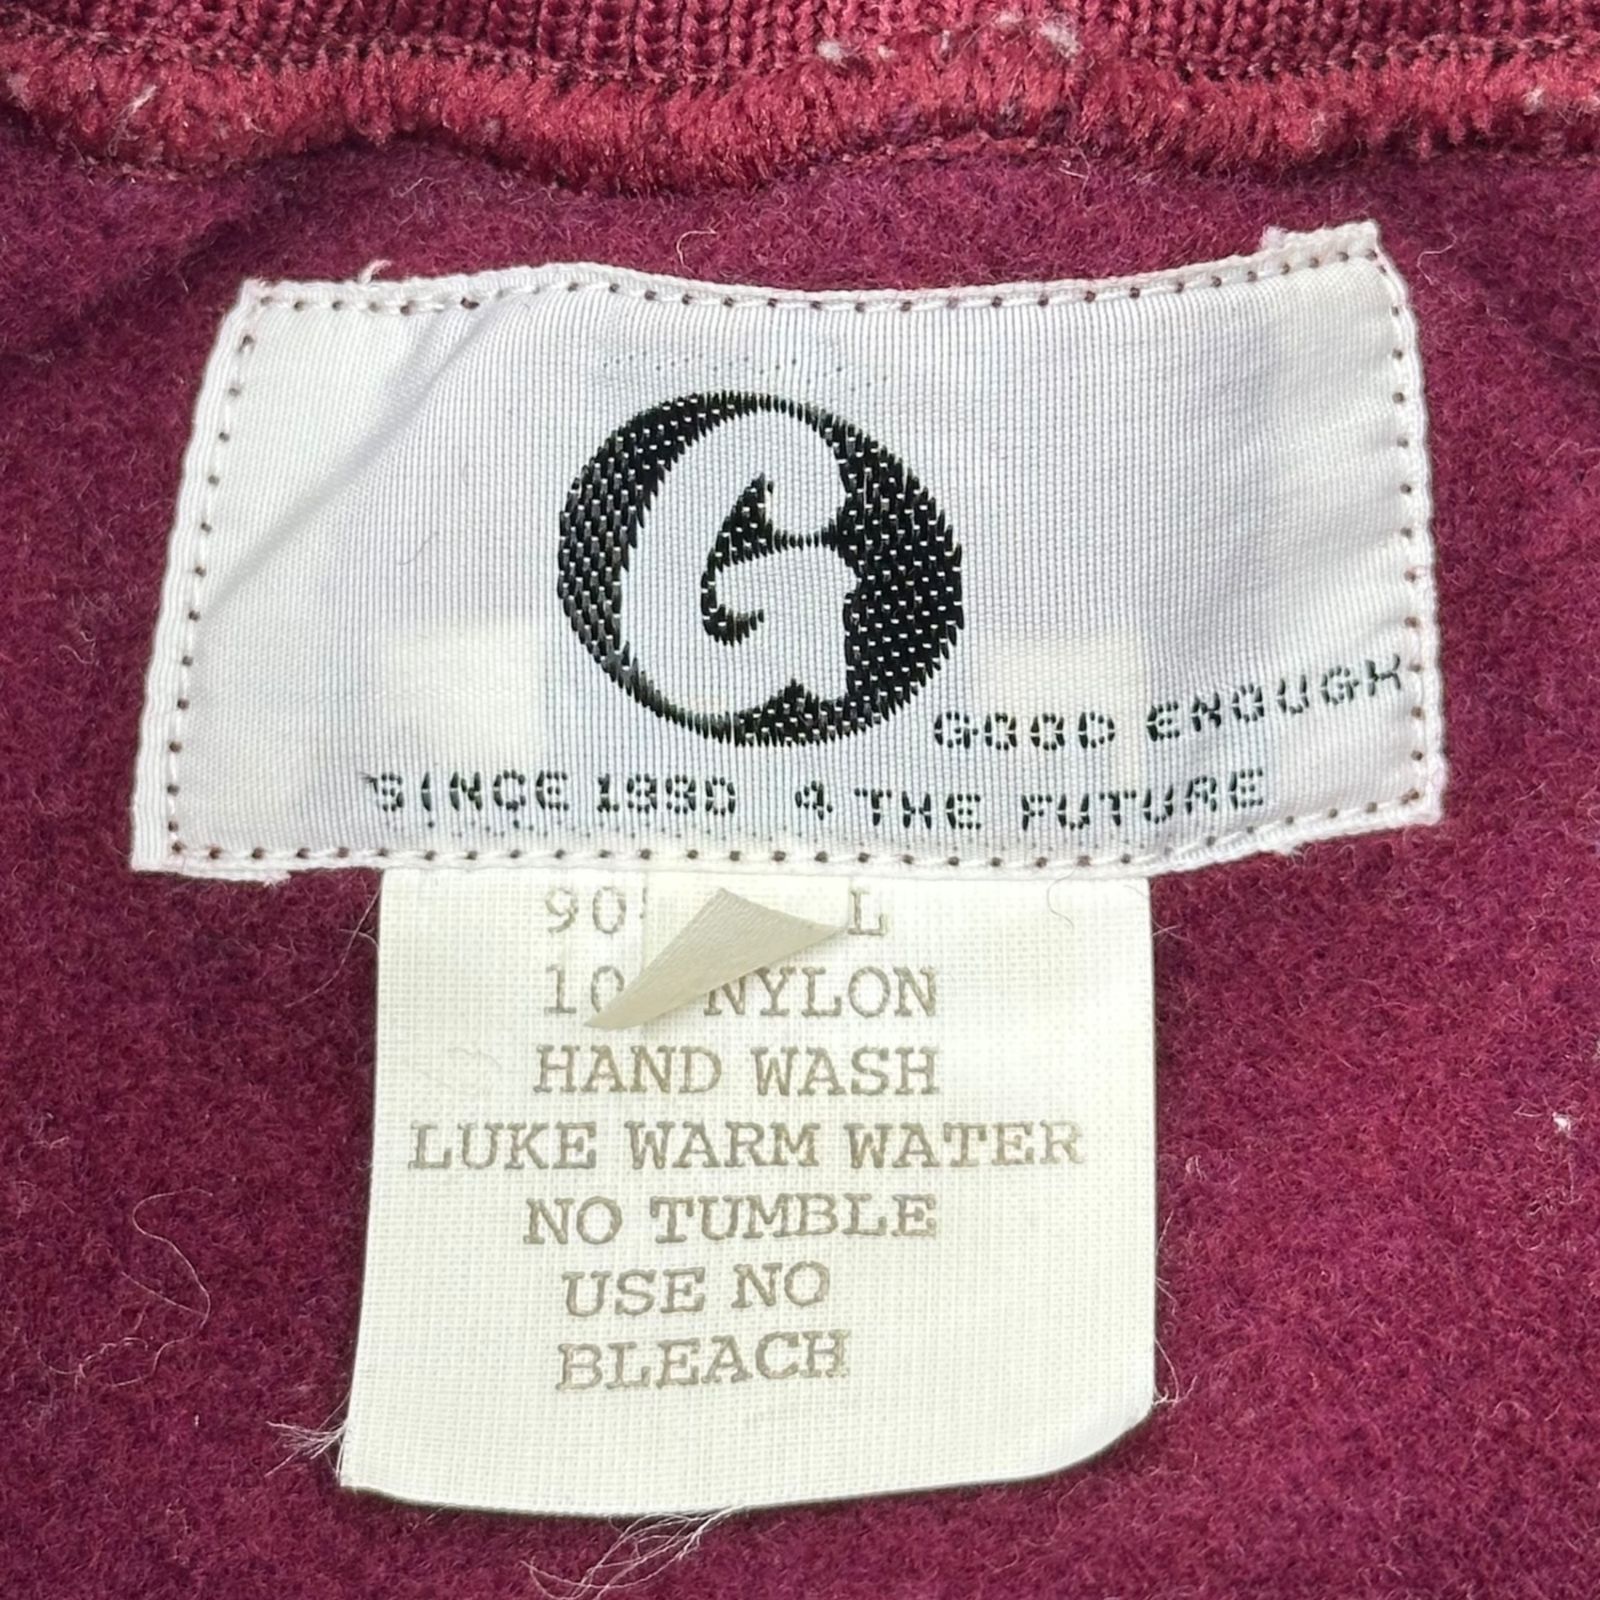 G
GOOD ENOUGH
SINCE 1990 4 THE FUTURE
NYLON
HAND WASH
LUKE WARM WATER
NO TUMBLE
USE NO
BLEACH